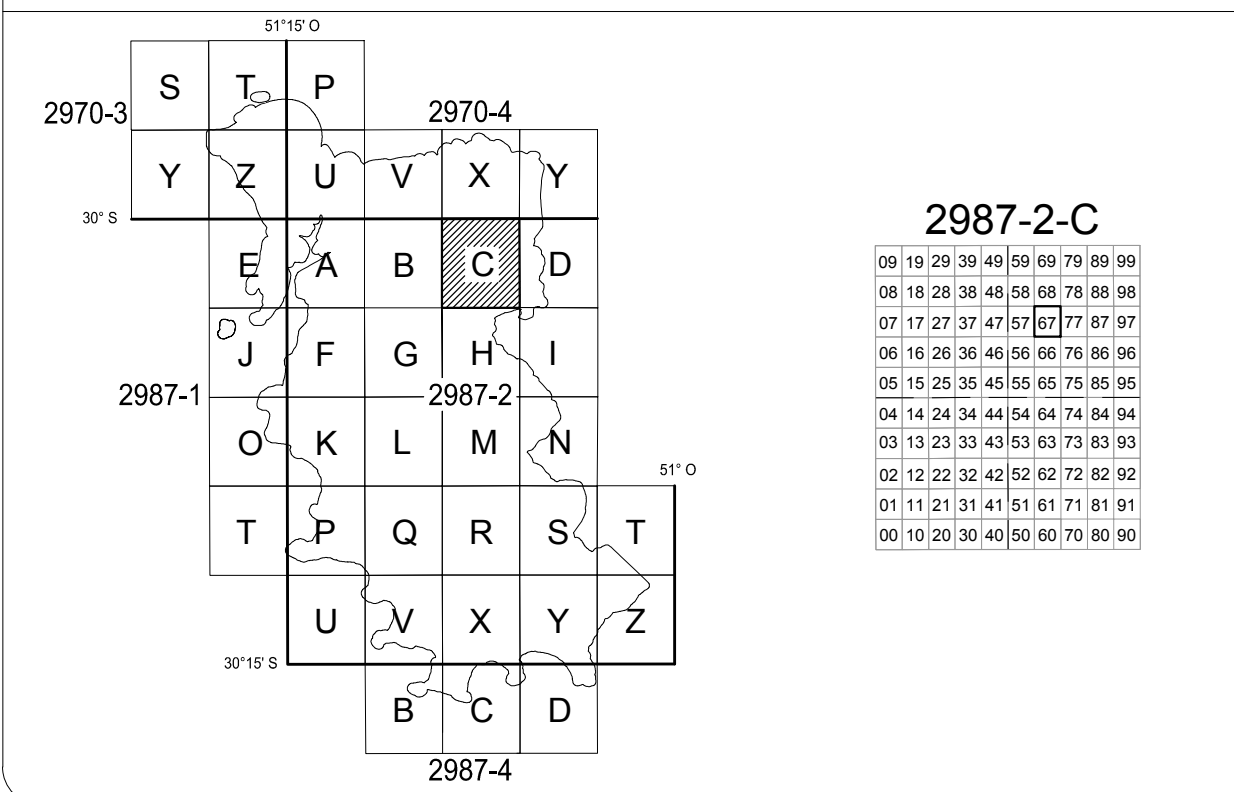 51°15' O
S T P
2970-3 2970-4
Y Z U V X Y
30° S
E A B C D
J F G H I
2987-1 2987-2
O K L M N
51° O
T P Q R S T
U V X Y Z
30°15' S
B C D
2987-4
2987-2-C
09 19 29 39 49 59 69 79 89 99
08 18 28 38 48 58 68 78 88 98
07 17 27 37 47 57 67 77 87 97
06 16 26 36 46 56 66 76 86 96
05 15 25 35 45 55 65 75 85 95
04 14 24 34 44 54 64 74 84 94
03 13 23 33 43 53 63 73 83 93
02 12 22 32 42 52 62 72 82 92
01 11 21 31 41 51 61 71 81 91
00 10 20 30 40 50 60 70 80 90